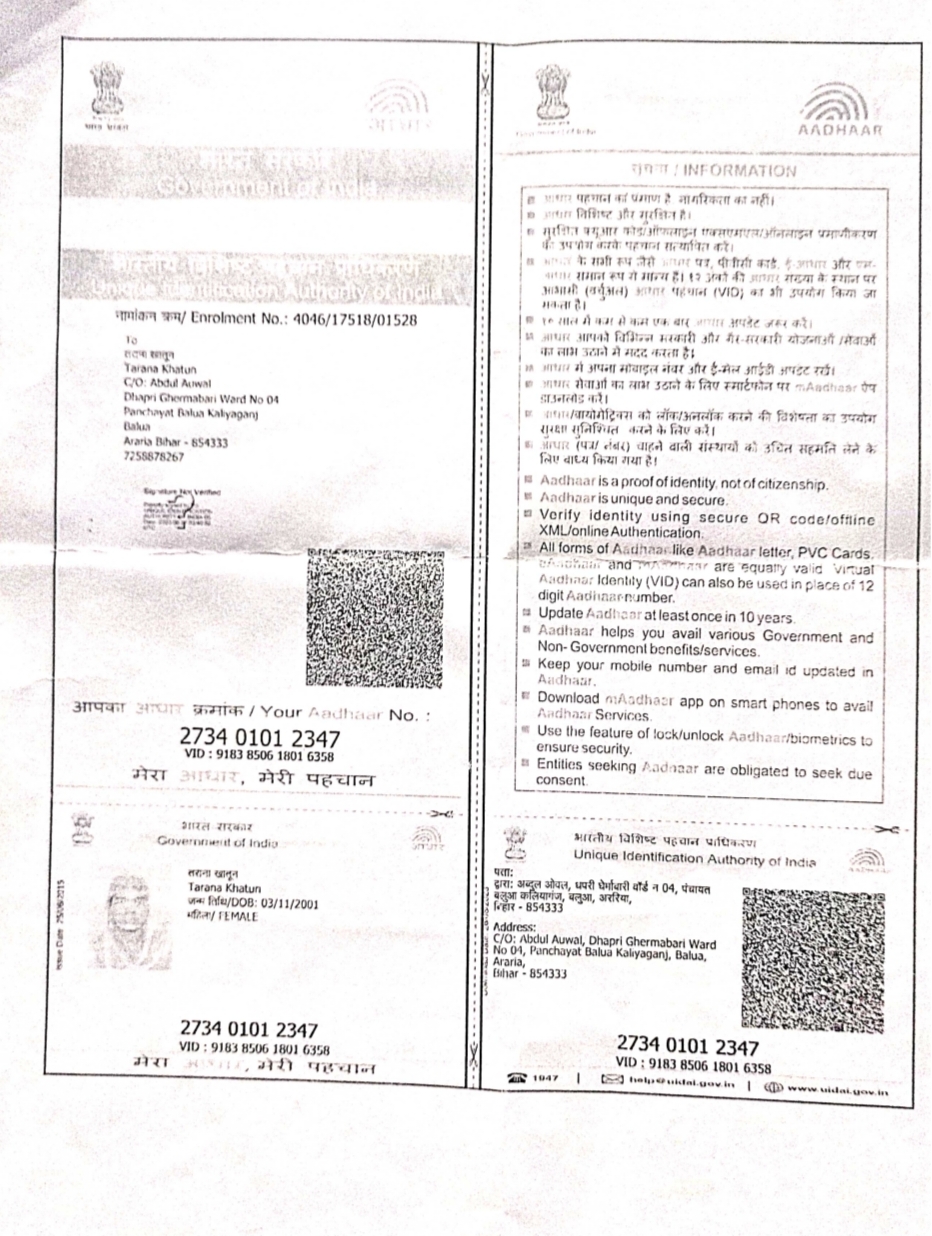 भारत सरकार
आधार
भारत सरकार
Government of India
भारतीय विशिष्ट पहचान प्राधिकरण
Unique Identification Authority of India
नामांकन क्रम/ Enrolment No.: 4046/17518/01528
To
खातून
Tarana Khatun
C/O: Abdul Auwal
Dhapri Ghermabari Ward No 04
Panchayat Balua Kaliyaganj
Balua
Araria Bihar - 854333
7258878267
Signature Not Verified
आपका आधार क्रमांक / Your Aadhaar No. :
2734 0101 2347
VID : 9183 8506 1801 6358
मेरा आधार, मेरी पहचान
भारत सरकार
Government of India
आधार
Issue Date: 25/06/2015
खातून
Tarana Khatun
जन्म तिथि/DOB: 03/11/2001
महिला/ FEMALE
2734 0101 2347
VID : 9183 8506 1801 6358
मेरा आधार, मेरी पहचान
Government of India
AADHAAR
सूचना / INFORMATION
आधार पहचान का प्रमाण है, नागरिकता का नहीं।
आधार विशिष्ट और सुरक्षित है।
सुरक्षित क्यूआर कोड/ऑफलाइन एक्सएमएल/ऑनलाइन प्रमाणीकरण
का उपयोग करके पहचान सत्यापित करें।
आधार के सभी रूप जैसे आधार पत्र, पीवीसी कार्ड, ई-आधार और एम-
आधार समान रूप से मान्य हैं। १२ अंकों की आधार संख्या के स्थान पर
आभासी (वर्चुअल) आधार पहचान (VID) का भी उपयोग किया जा
सकता है।
१० साल में कम से कम एक बार आधार अपडेट जरूर करें।
आधार आपको विभिन्न सरकारी और गैर-सरकारी योजनाओं /सेवाओं
का लाभ उठाने में मदद करता है।
आधार में अपना मोबाइल नंबर और ई-मेल आईडी अपडेट रखें।
आधार सेवाओं का लाभ उठाने के लिए स्मार्टफोन पर mAadhaar ऐप
डाउनलोड करें।
आधार/बायोमेट्रिक्स को लॉक/अनलॉक करने की विशेषता का उपयोग
सुरक्षा सुनिश्चित करने के लिए करें।
आधार (पत्र/ नंबर) चाहने वाली संस्थायों को उचित सहमति लेने के
लिए बाध्य किया गया है।
Aadhaar is a proof of identity, not of citizenship.
Aadhaar is unique and secure.
Verify identity using secure QR code/offline
XML/online Authentication.
All forms of Aadhaar like Aadhaar letter, PVC Cards,
eAadhaar and mAadhaar are equally valid. Virtual
Aadhaar Identity (VID) can also be used in place of 12
digit Aadhaar number.
Update Aadhaar at least once in 10 years.
Aadhaar helps you avail various Government and
Non- Government benefits/services.
Keep your mobile number and email id updated in
Aadhaar.
Download mAadhaar app on smart phones to avail
Aadhaar Services.
Use the feature of lock/unlock Aadhaar/biometrics to
ensure security.
Entities seeking Aadhaar are obligated to seek due
consent.
भारतीय विशिष्ट पहचान प्राधिकरण
Unique Identification Authority of India
AADHAAR
पता:
द्वारा: अब्दुल ओवल, धपरी घेर्माबारी वॉर्ड न 04, पंचायत
बलुआ कलियागंज, बलुआ, अररिया,
बिहार - 854333
Address:
C/O: Abdul Auwal, Dhapri Ghermabari Ward
No 04, Panchayat Balua Kaliyaganj, Balua,
Araria,
Bihar - 854333
2734 0101 2347
VID : 9183 8506 1801 6358
1947 | help@uidai.gov.in | www.uidai.gov.in